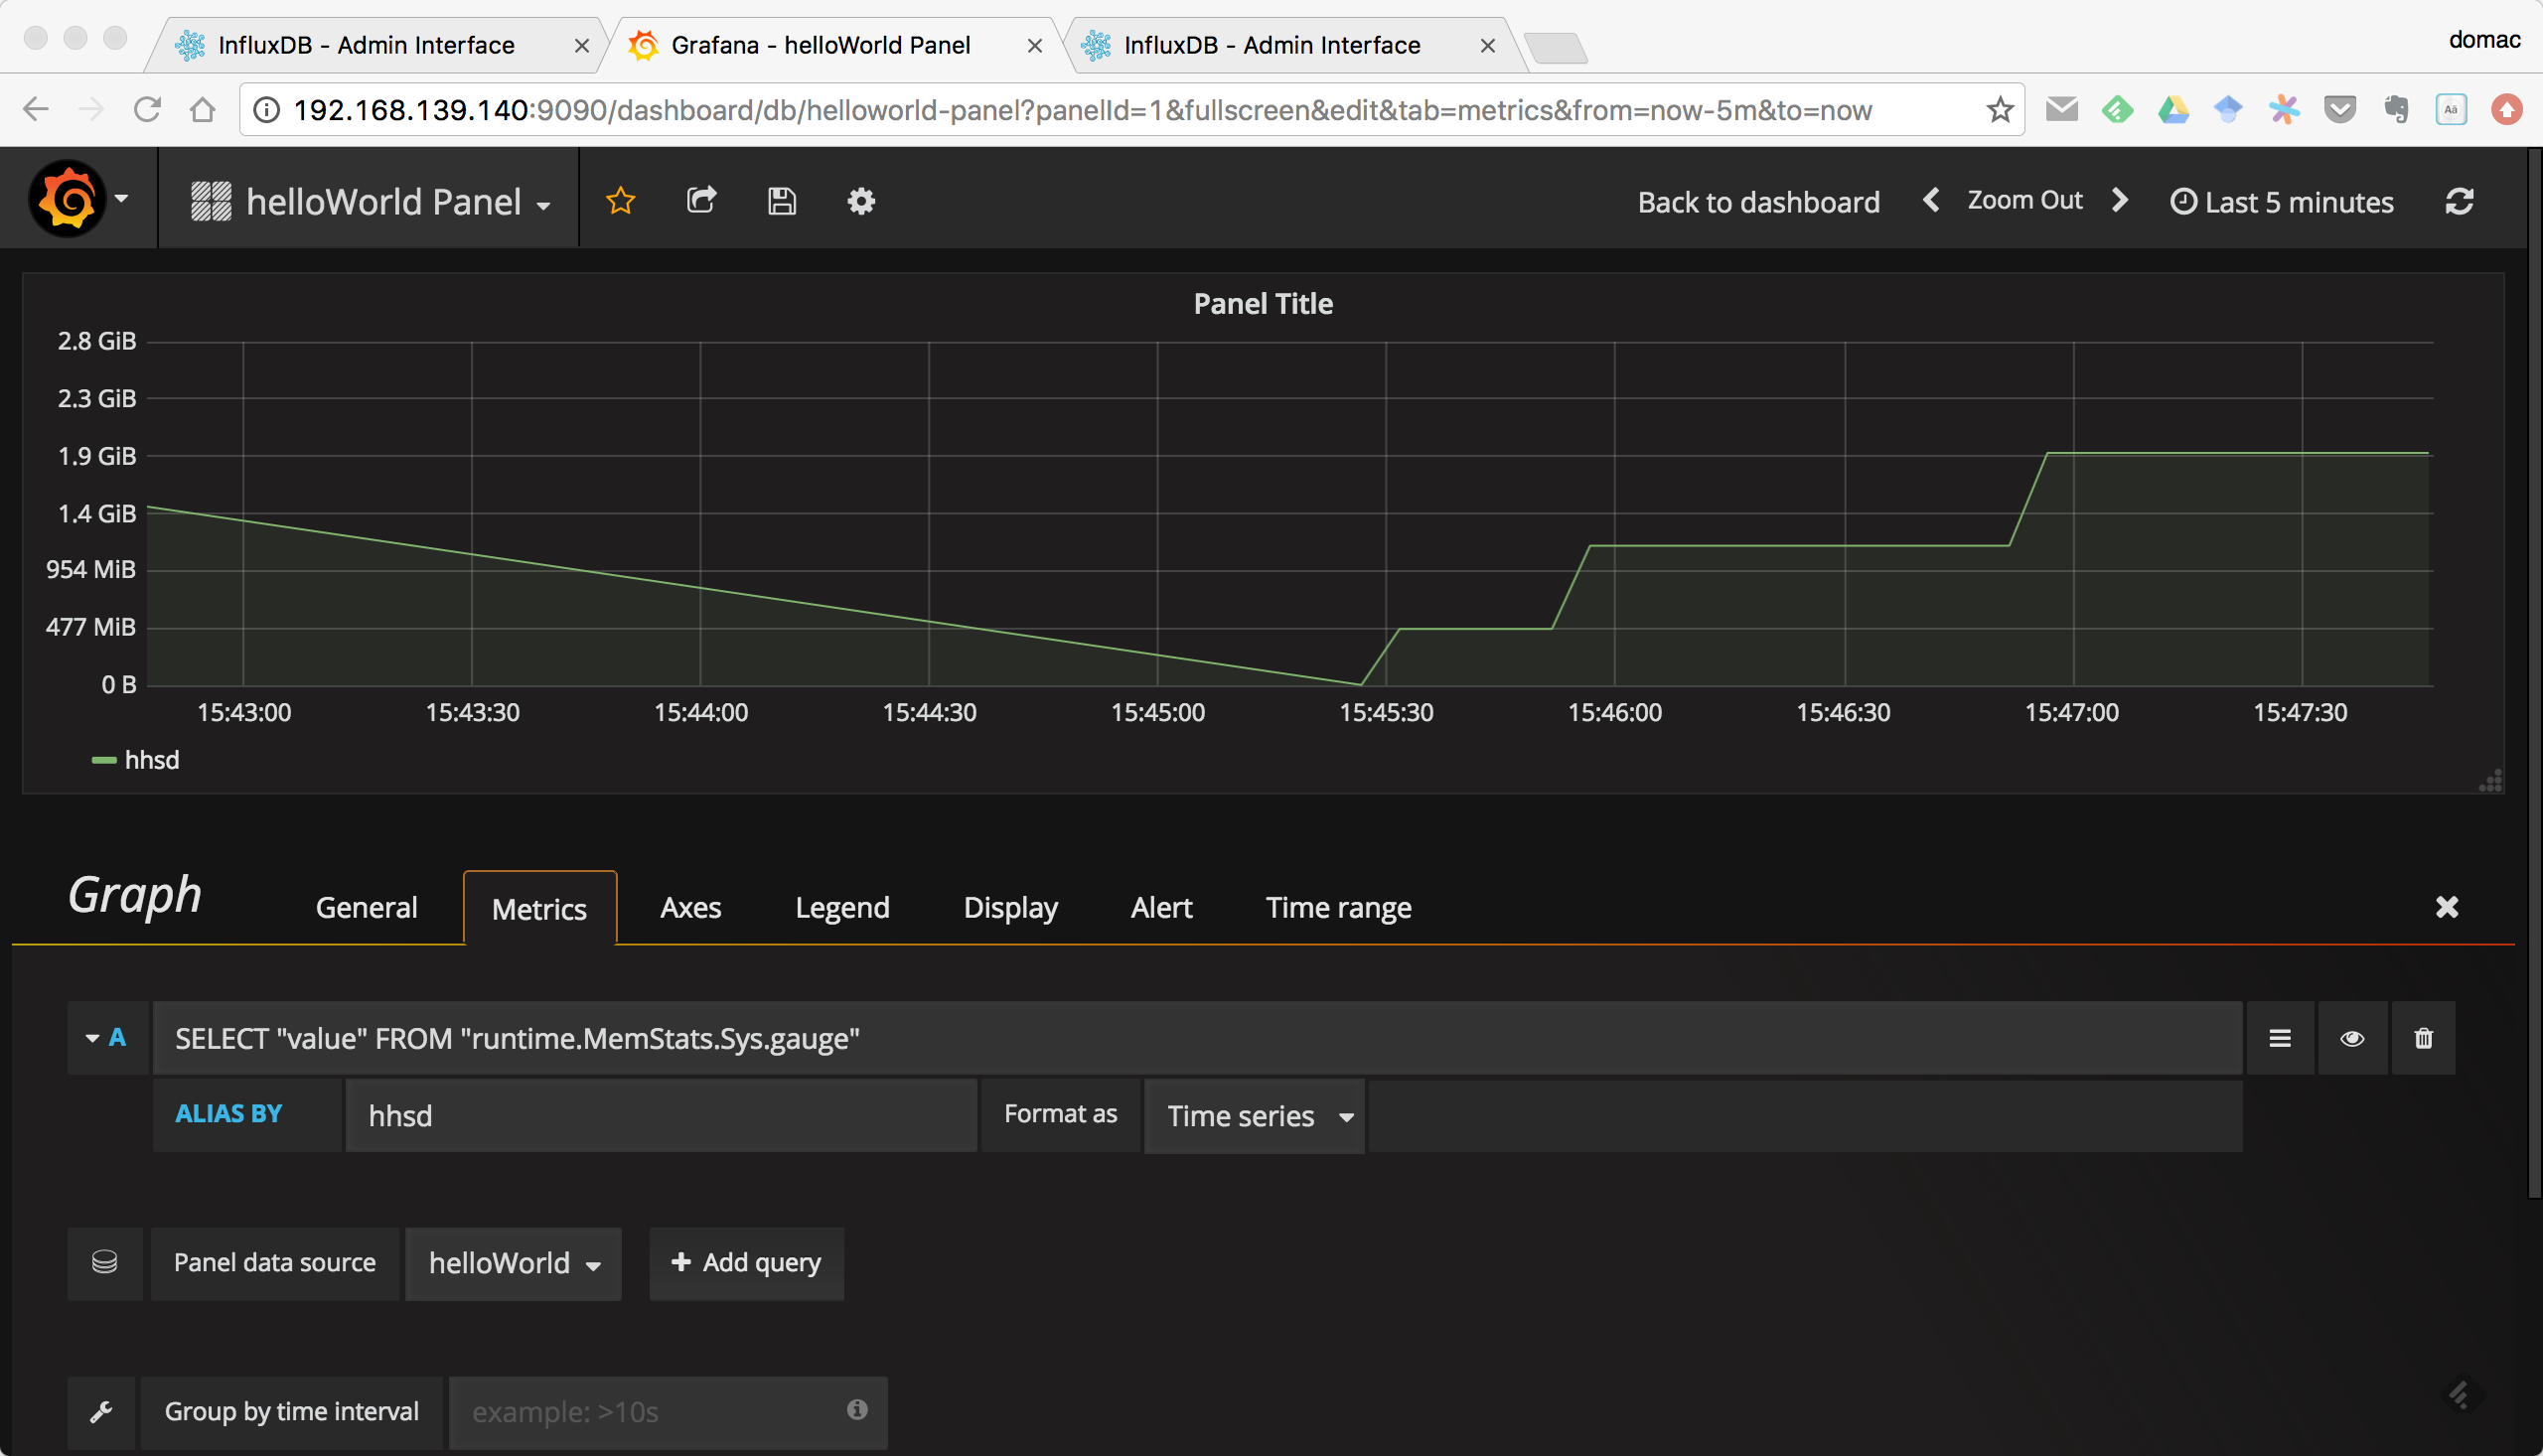 InfluxDB - Admin Interface
Grafana - helloWorld Panel
InfluxDB - Admin Interface
domac
192.168.139.140:9090/dashboard/db/helloworld-panel?panelId=1&fullscreen&edit&tab=metrics&from=now-5m&to=now
Aā
helloWorld Panel
Back to dashboard
Zoom Out
Last 5 minutes
Panel Title
2.8 GiB
2.3 GiB
1.9 GiB
1.4 GiB
954 MiB
477 MiB
0 B
15:43:00 15:43:30 15:44:00 15:44:30 15:45:00 15:45:30 15:46:00 15:46:30 15:47:00 15:47:30
hhsd
Graph General Metrics Axes Legend Display Alert Time range
A SELECT "value" FROM "runtime.MemStats.Sys.gauge"
ALIAS BY hhsd Format as Time series
Panel data source helloWorld + Add query
Group by time interval example: >10s